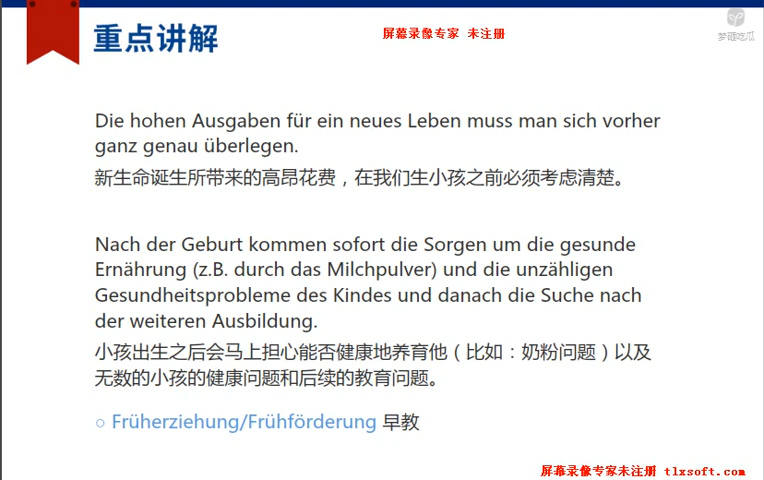 重点讲解
屏幕录像专家 未注册
梦砸吃瓜
Die hohen Ausgaben für ein neues Leben muss man sich vorher
ganz genau überlegen.
新生命诞生所带来的高昂花费，在我们生小孩之前必须考虑清楚。
Nach der Geburt kommen sofort die Sorgen um die gesunde
Ernährung (z.B. durch das Milchpulver) und die unzähligen
Gesundheitsprobleme des Kindes und danach die Suche nach
der weiteren Ausbildung.
小孩出生之后会马上担心能否健康地养育他（比如：奶粉问题）以及
无数的小孩的健康问题和后续的教育问题。
○ Früherziehung/Frühförderung 早教
屏幕录像专家未注册 tlxsoft.com